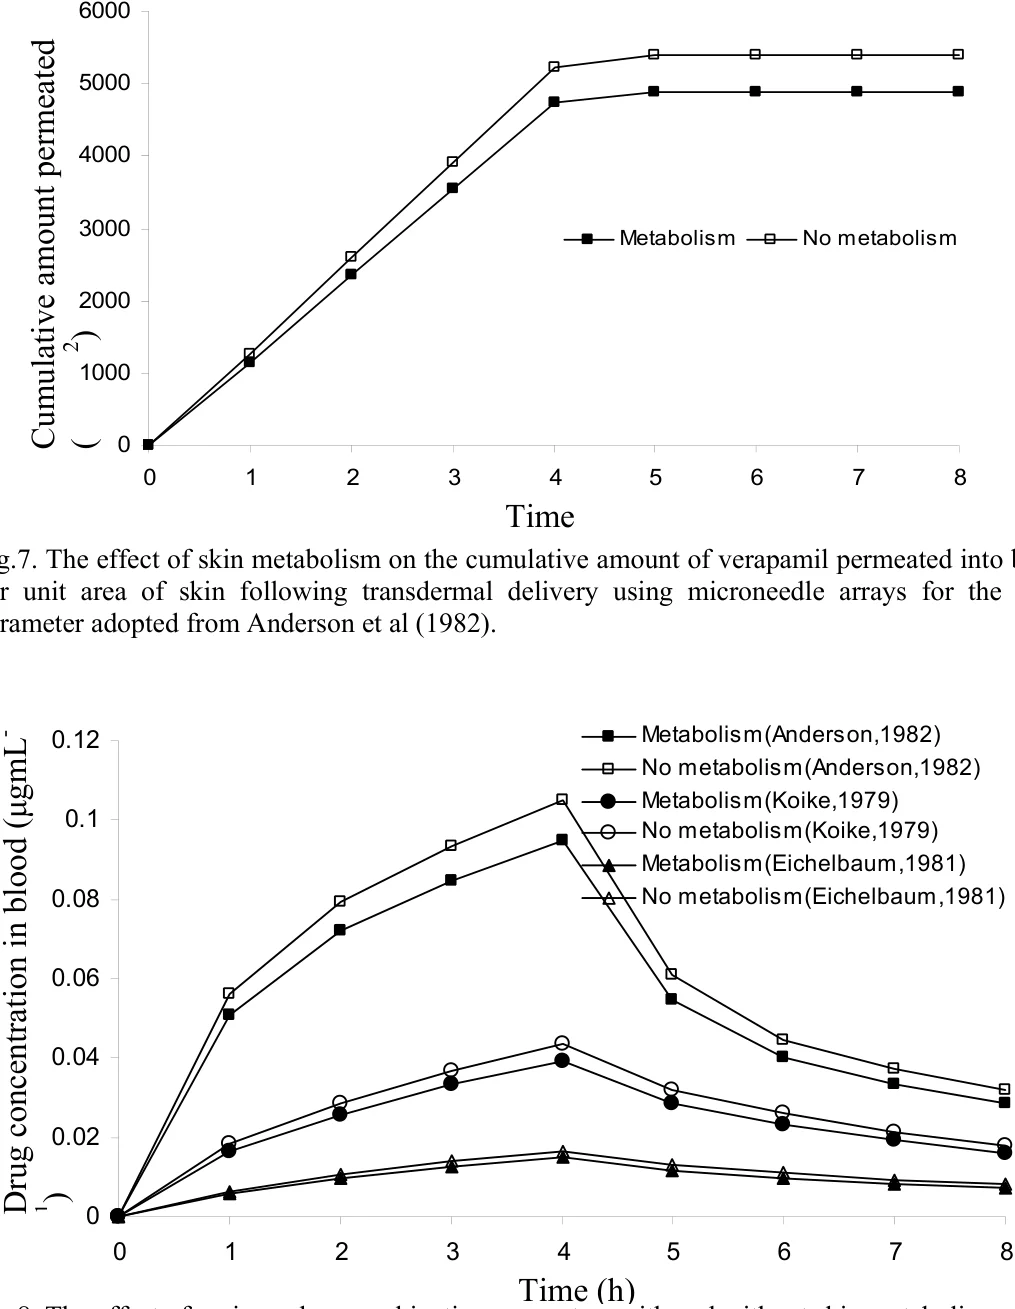 6000
5000
4000
3000
2000
1000
0
Cumulative amount permeated
( 2)
Metabolism No metabolism
0 1 2 3 4 5 6 7 8
Time
g.7. The effect of skin metabolism on the cumulative amount of verapamil permeated into b
r unit area of skin following transdermal delivery using microneedle arrays for the
rameter adopted from Anderson et al (1982).
0.12
0.1
0.08
0.06
0.04
0.02
0
Drug concentration in blood (µgmL-
1)
Metabolism(Anderson,1982)
No metabolism(Anderson,1982)
Metabolism(Koike,1979)
No metabolism(Koike,1979)
Metabolism(Eichelbaum,1981)
No metabolism(Eichelbaum,1981)
0 1 2 3 4 5 6 7 8
Time (h)